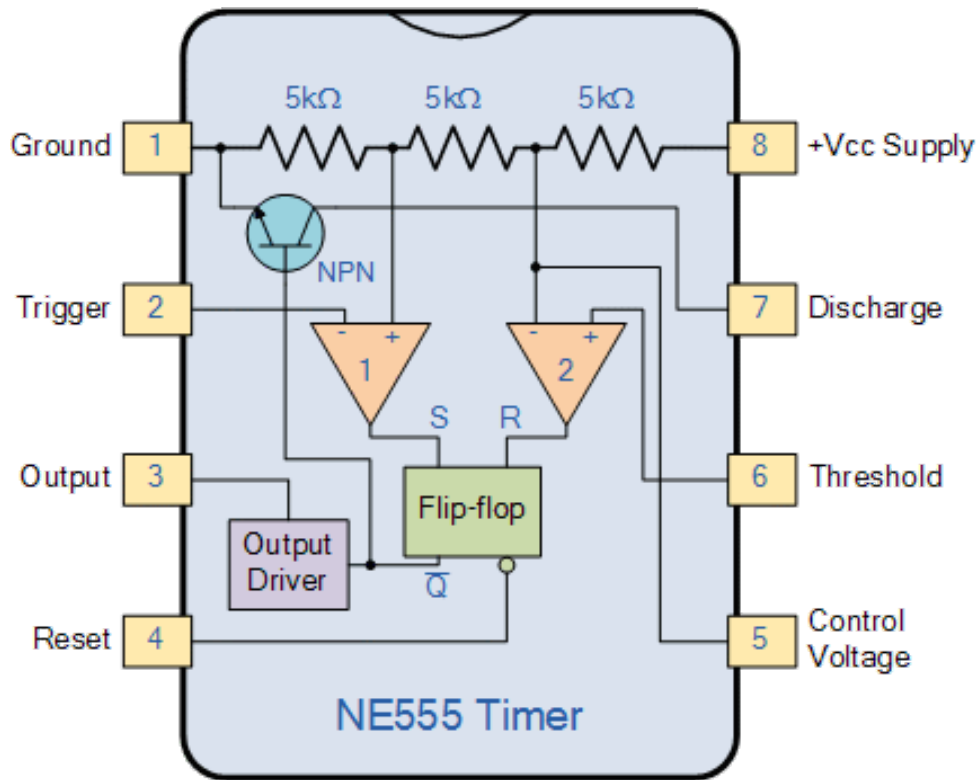 5kΩ 5kΩ 5kΩ
Ground 1
8 +Vcc Supply
NPN
Trigger 2
7 Discharge
- + - +
1 2
S R
Output 3
6 Threshold
Flip-flop
Output
Driver
Q̅
Reset 4
5 Control
Voltage
NE555 Timer